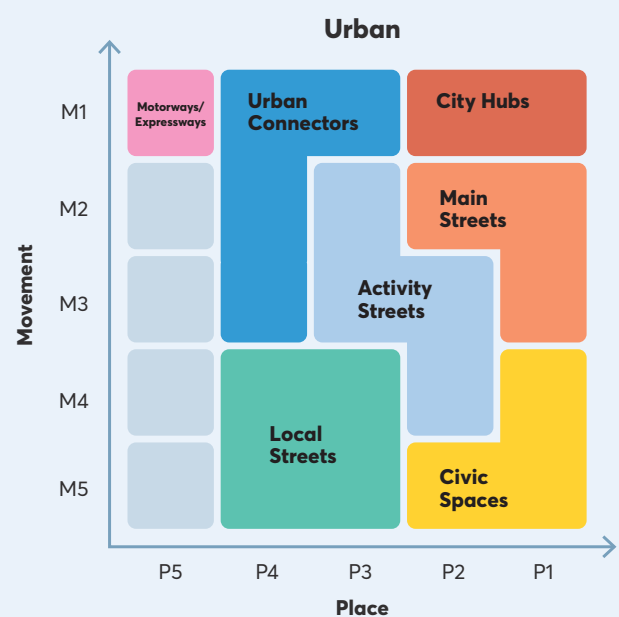 Urban
M1
Motorways/
Expressways
Urban
Connectors
City Hubs
M2
Main
Streets
Movement
M3
Activity
Streets
M4
Local
Streets
M5
Civic
Spaces
P5
P4
P3
P2
P1
Place